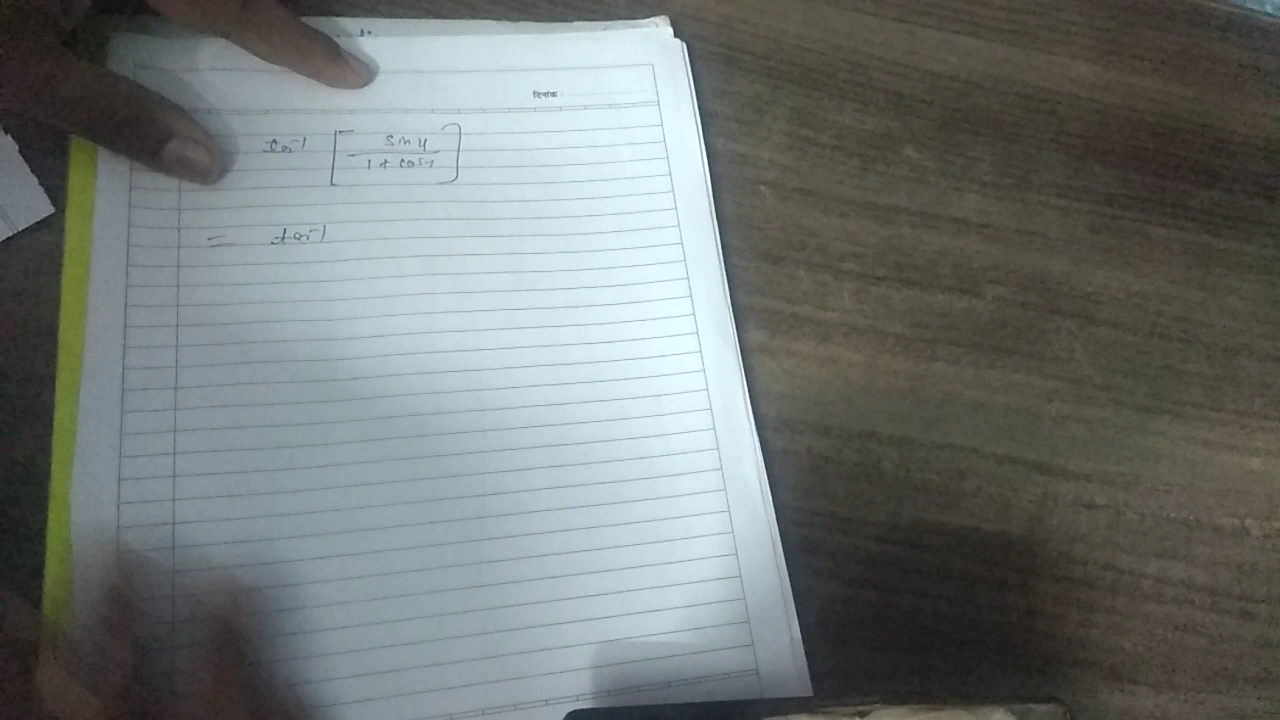 दिनांक
tan⁻¹ [ sin y / 1 + cos y ]
= tan⁻¹